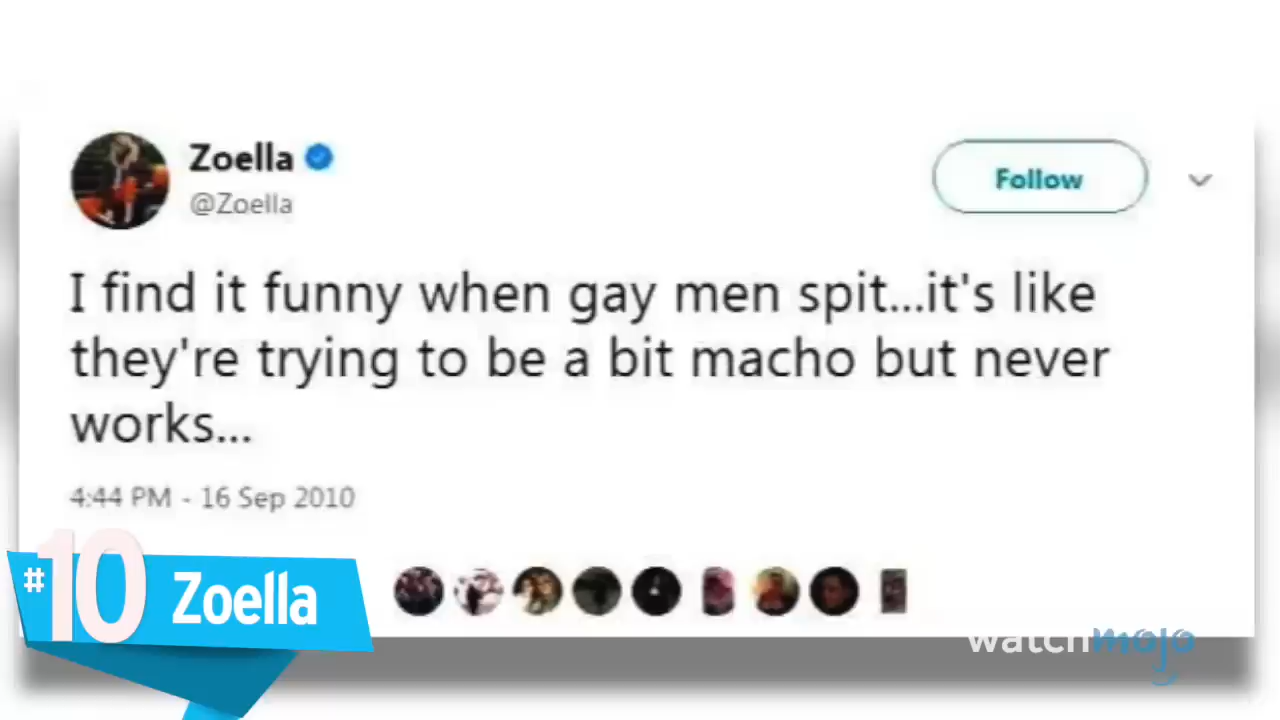 Zoella
@Zoella
Follow
I find it funny when gay men spit...it's like
they're trying to be a bit macho but never
works...
4:44 PM - 16 Sep 2010
#10 Zoella
watchmojo